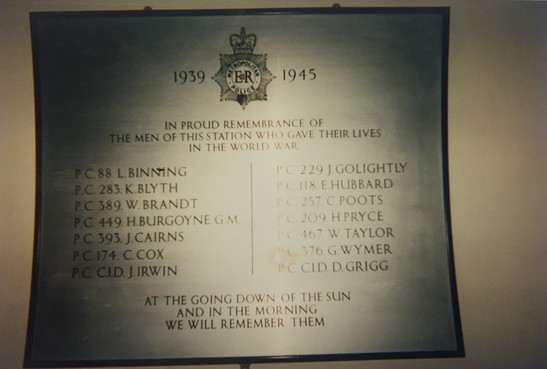 1939 METROPOLITAN E II R POLICE 1945
IN PROUD REMEMBRANCE OF
THE MEN OF THIS STATION WHO GAVE THEIR LIVES
IN THE WORLD WAR
P.C. 88. L. BINNING
P.C. 283. K. BLYTH
P.C. 389. W. BRANDT
P.C. 449. H. BURGOYNE G.M.
P.C. 393. J. CAIRNS
P.C. 174. C. COX
P.C. C.I.D. J. IRWIN
P.C. 229 J. GOLIGHTLY
P.C. 118. E. HUBBARD
P.C. 257 C. POOTS
P.C. 209 H. PRYCE
P.C. 467 W. TAYLOR
P.C. 376 G. WYMER
P.C. C.I.D. D. GRIGG
AT THE GOING DOWN OF THE SUN
AND IN THE MORNING
WE WILL REMEMBER THEM